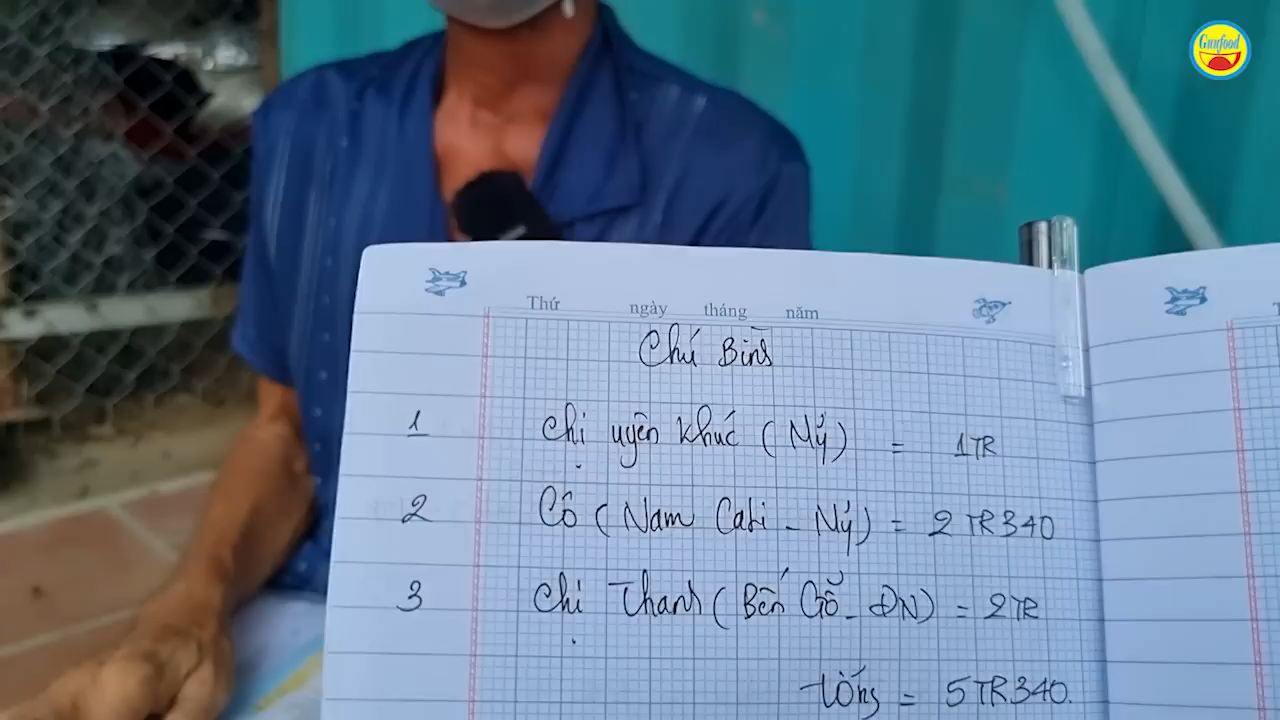 Gunfood
Thứ ngày tháng năm
Chú Bình
1 Chị Uyên Khúc (Mỹ) = 1TR
2 Cô (Nam Cali - Mỹ) = 2TR340
3 Chị Thanh (Bến Gỗ - ĐN) = 2TR
tổng = 5TR340.